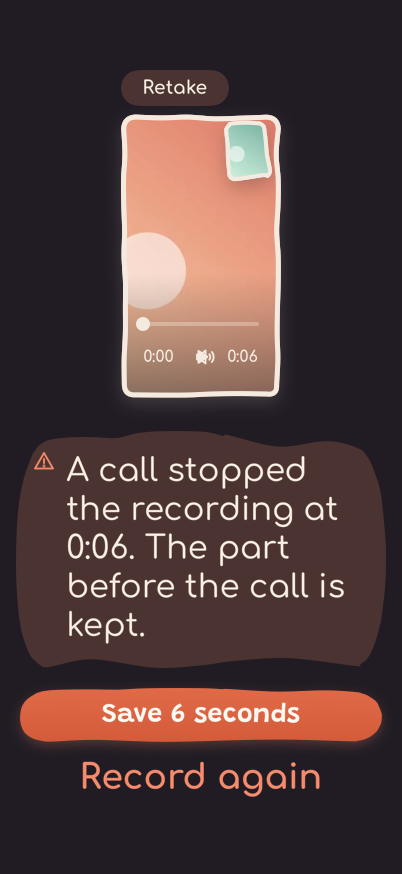 Retake
0:00
0:06
A call stopped
the recording at
0:06. The part
before the call is
kept.
Save 6 seconds
Record again